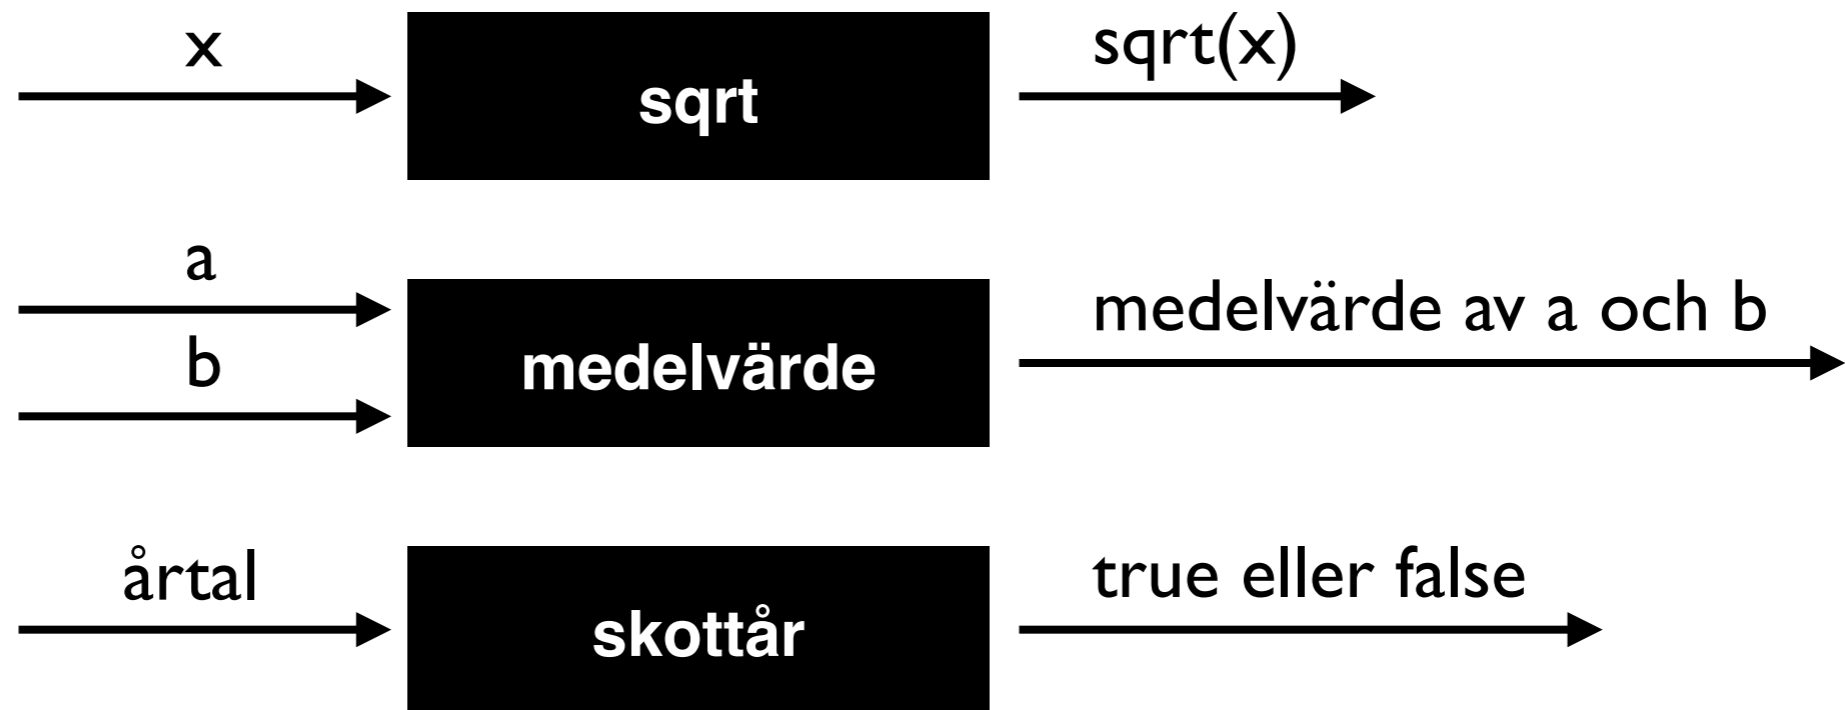 x
sqrt
sqrt(x)
a
b
medelvärde
medelvärde av a och b
årtal
skottår
true eller false